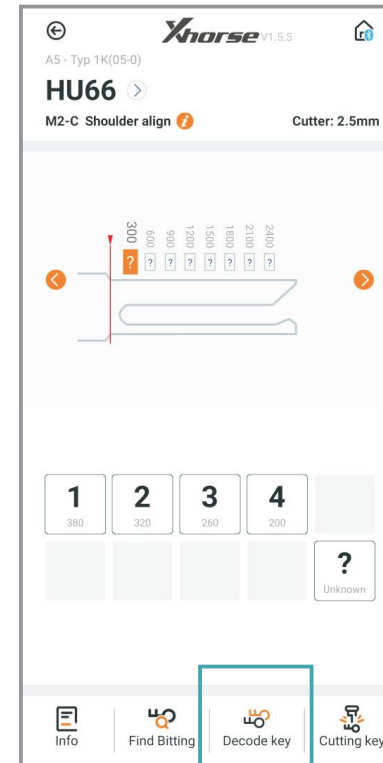 Xhorse V1.5.5
A5 - Typ 1K(05-0)
HU66
M2-C Shoulder align i Cutter: 2.5mm
300 600 900 1200 1500 1800 2100 2400
? ? ? ? ? ? ? ?
1 2 3 4
380 320 260 200
?
Unknown
Info Find Bitting Decode key Cutting key